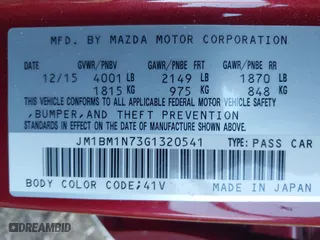 MFD. BY MAZDA MOTOR CORPORATION
GVWR/PNBV GAWR/PNBE FRT GAWR/PNBE RR
12/15 4001 LB 2149 LB 1870 LB
1815 KG 975 KG 848 KG
THIS VEHICLE CONFORMS TO ALL APPLICABLE FEDERAL MOTOR VEHICLE SAFETY
,BUMPER,AND THEFT PREVENTION
STANDARDS IN EFFECT ON THE DATE OF MANUFACTURE SHOWN ABOVE.
JM1BM1N73G1320541 TYPE: PASS CAR
BODY COLOR CODE;41V MADE IN JAPAN
DEALER AUCTION HISTORY